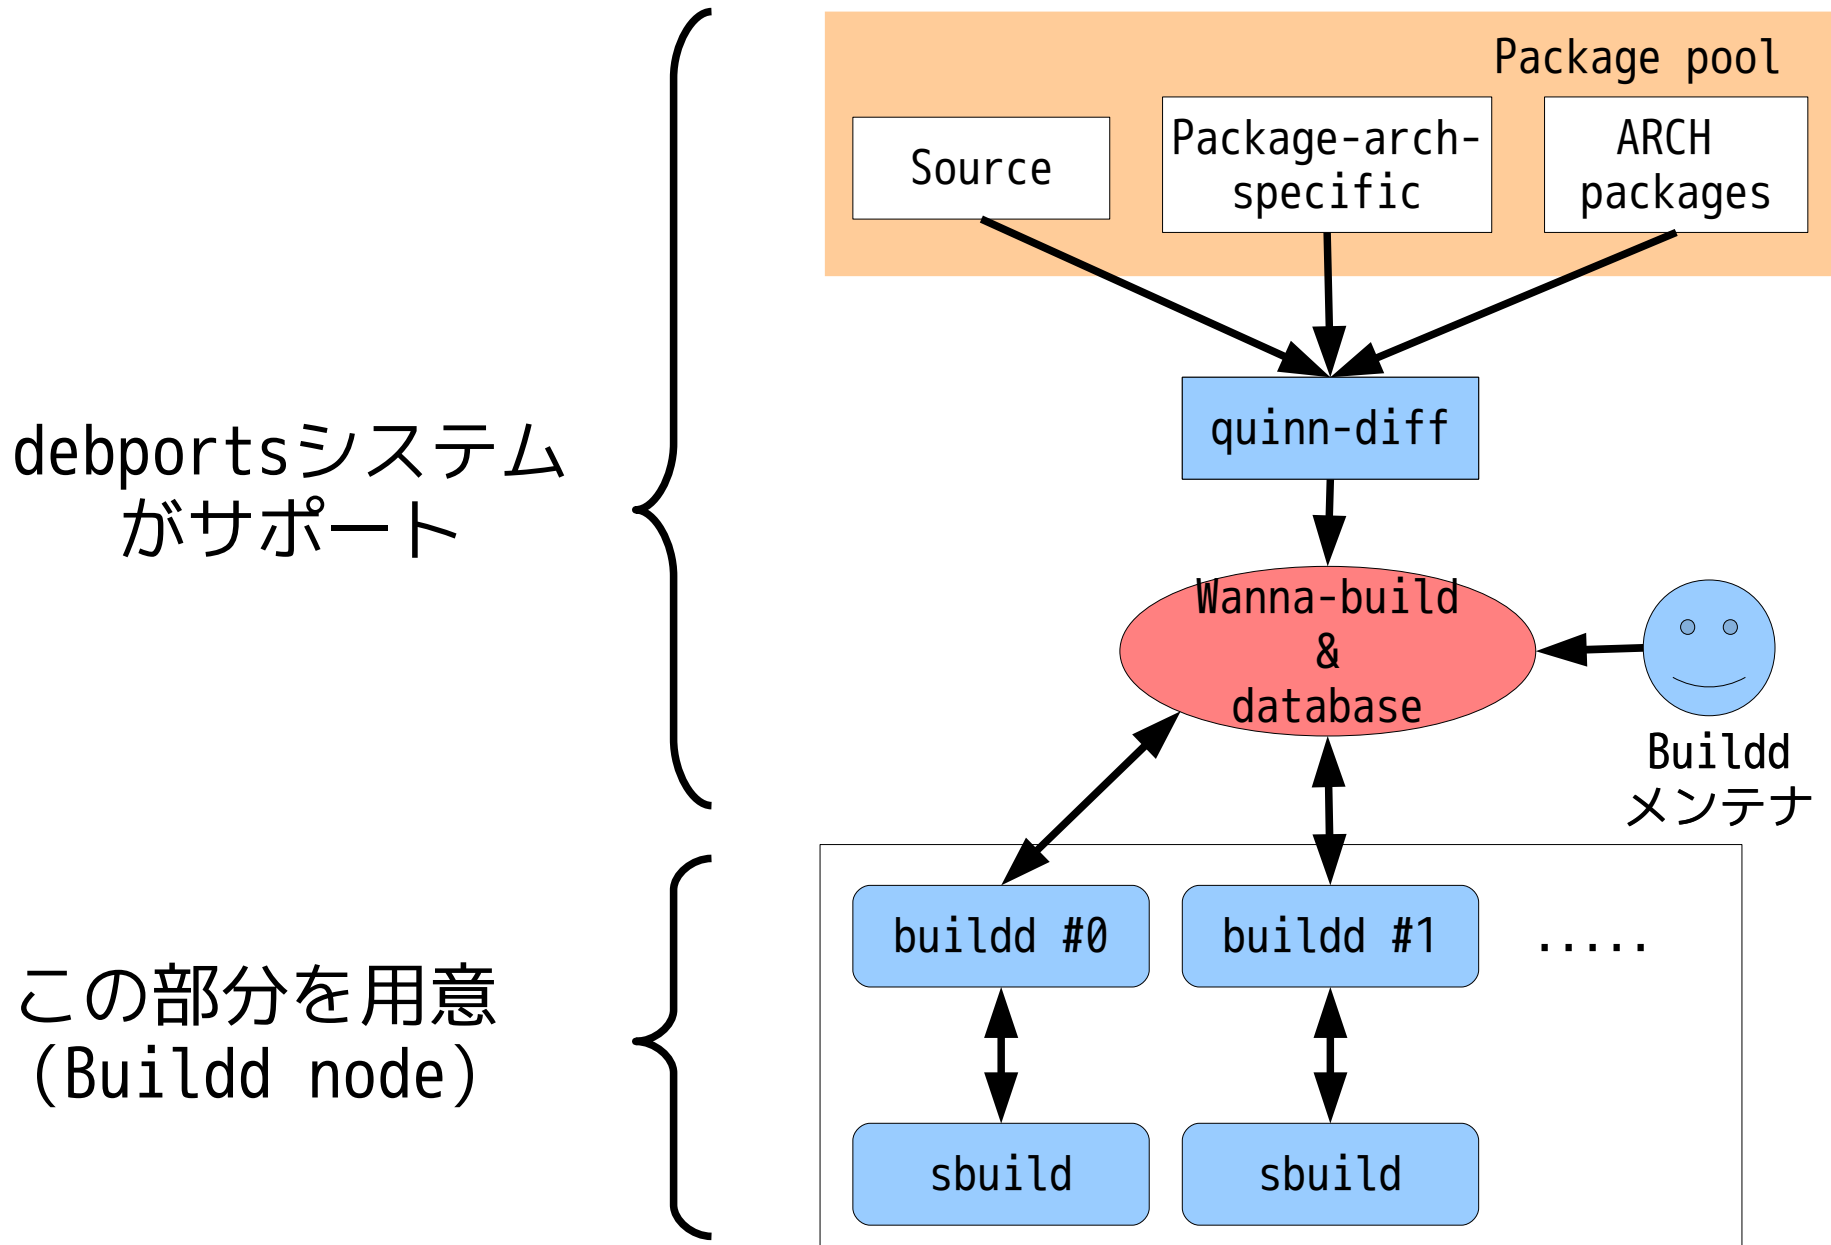 Package pool
Source
Package-arch-
specific
ARCH
packages
quinn-diff
debportsシステム
がサポート
Wanna-build
&
database
Buildd
メンテナ
buildd #0
buildd #1
.....
この部分を用意
(Buildd node)
sbuild
sbuild